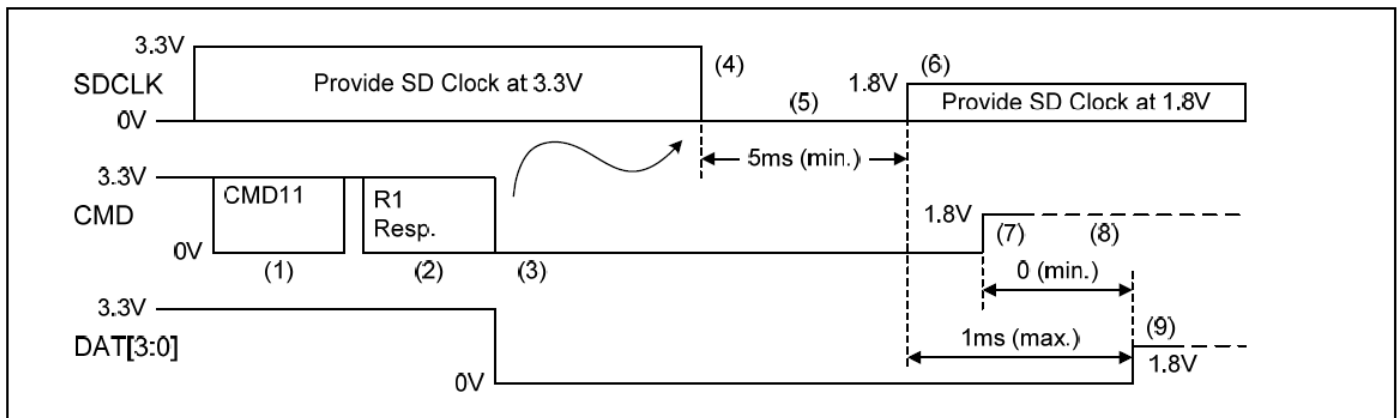 3.3V
SDCLK
Provide SD Clock at 3.3V
0V
(4)
(5)
1.8V
(6)
Provide SD Clock at 1.8V
5ms (min.)
3.3V
CMD
0V
CMD11
R1
Resp.
(1)
(2)
(3)
1.8V
(7)
(8)
0 (min.)
3.3V
DAT[3:0]
0V
1ms (max.)
(9)
1.8V